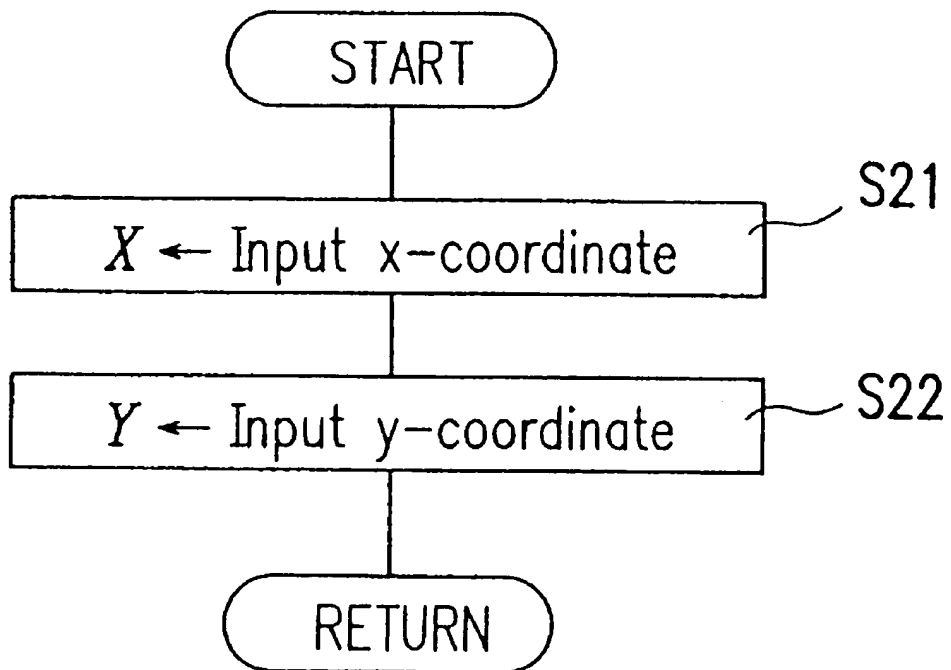 START
S21
X ← Input x-coordinate
S22
Y ← Input y-coordinate
RETURN